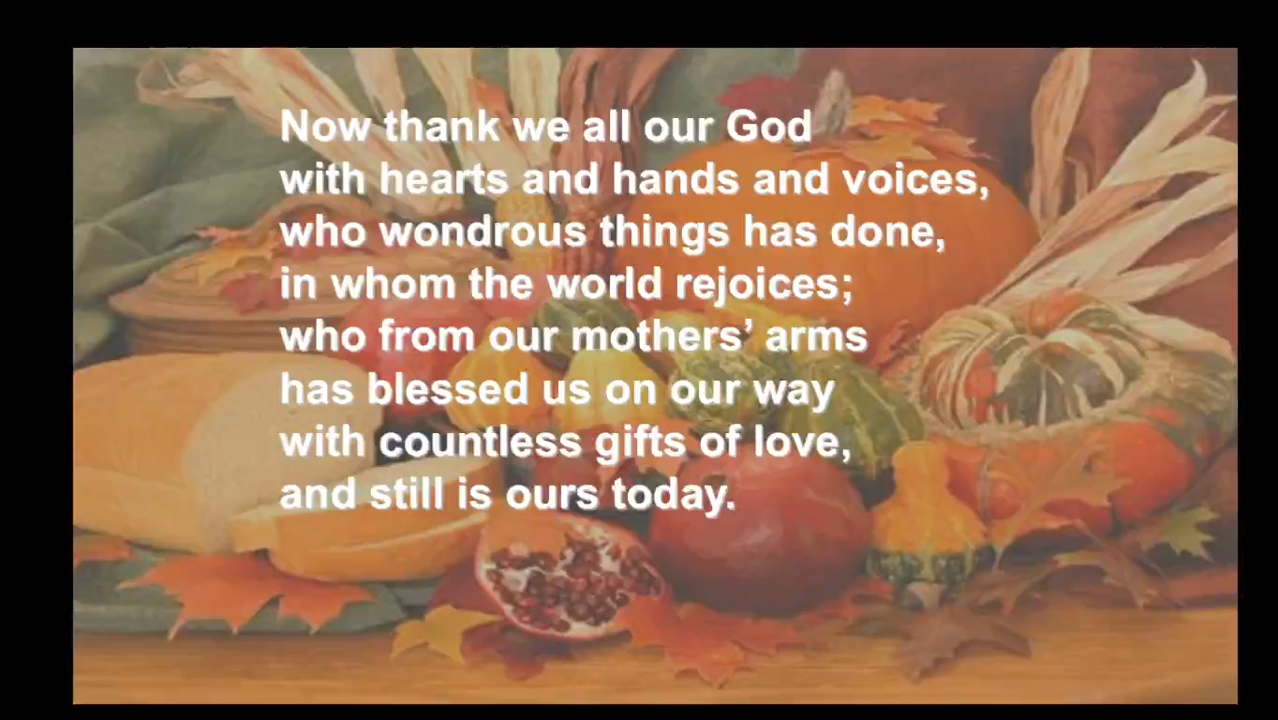 Now thank we all our God
with hearts and hands and voices,
who wondrous things has done,
in whom the world rejoices;
who from our mothers’ arms
has blessed us on our way
with countless gifts of love,
and still is ours today.